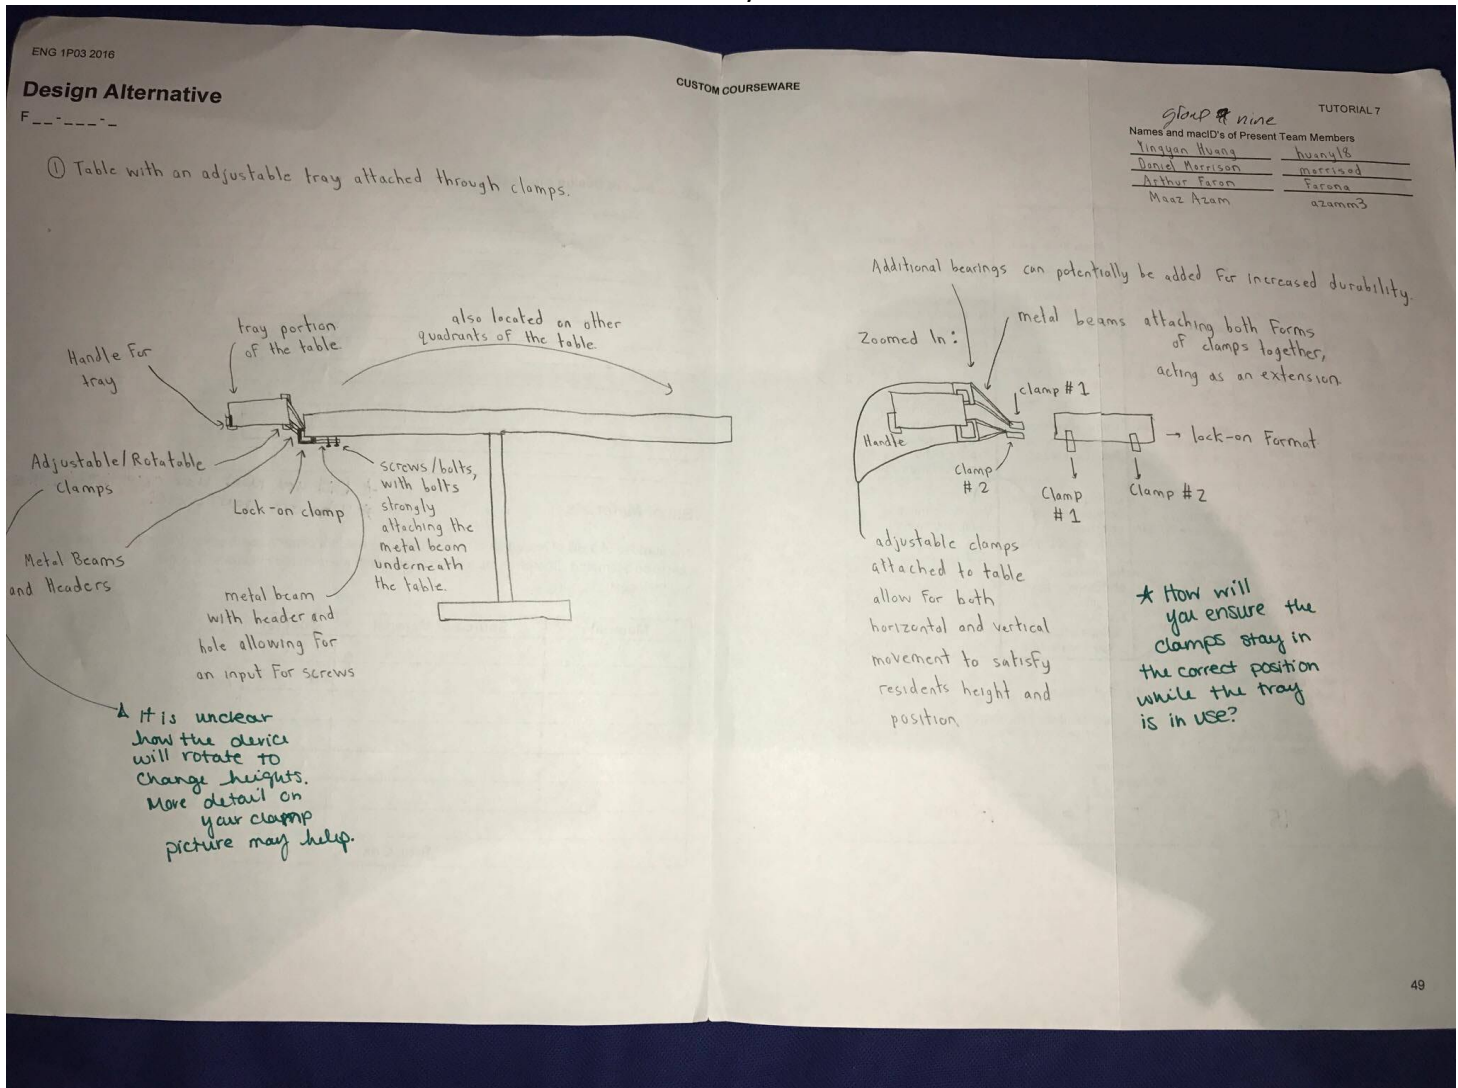 ENG 1P03 2016
CUSTOM COURSEWARE
TUTORIAL 7
Design Alternative
F__-___-_
group # nine
Names and macID's of Present Team Members
Yingyan Huang huany18
Daniel Morrison morrisod
Arthur Faron Farona
Maaz Azam azamm3
① Table with an adjustable tray attached through clamps.
Handle For
tray
tray portion
of the table
also located on other
quadrants of the table.
Adjustable/Rotatable
Clamps
Lock-on clamp
screws/bolts,
with bolts
strongly
attaching the
metal beam
underneath
the table.
Metal Beams
and Headers
metal beam
with header and
hole allowing for
an input For screws
It is unclear
how the device
will rotate to
change heights.
More detail on
your clamp
picture may help.
Additional bearings can potentially be added For increased durability.
Zoomed In:
metal beams attaching both Forms
of clamps together,
acting as an extension.
clamp #1
Handle
Clamp
#2
→ lock-on Format
Clamp
#1
Clamp #2
adjustable clamps
attached to table
allow For both
horizontal and vertical
movement to satisfy
residents height and
position.
* How will
you ensure the
clamps stay in
the correct position
while the tray
is in use?
49